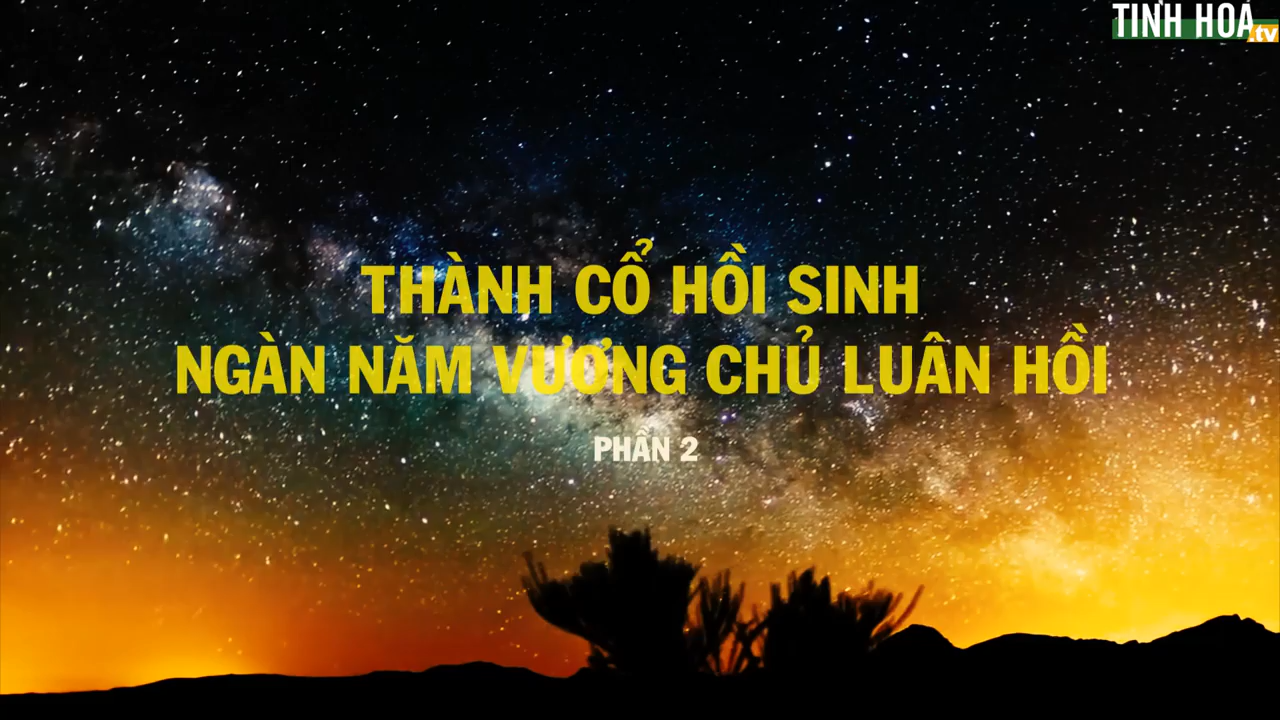 TINH HOA
.tv
THÀNH CỔ HỒI SINH
NGÀN NĂM VƯƠNG CHỦ LUÂN HỒI
PHẦN 2